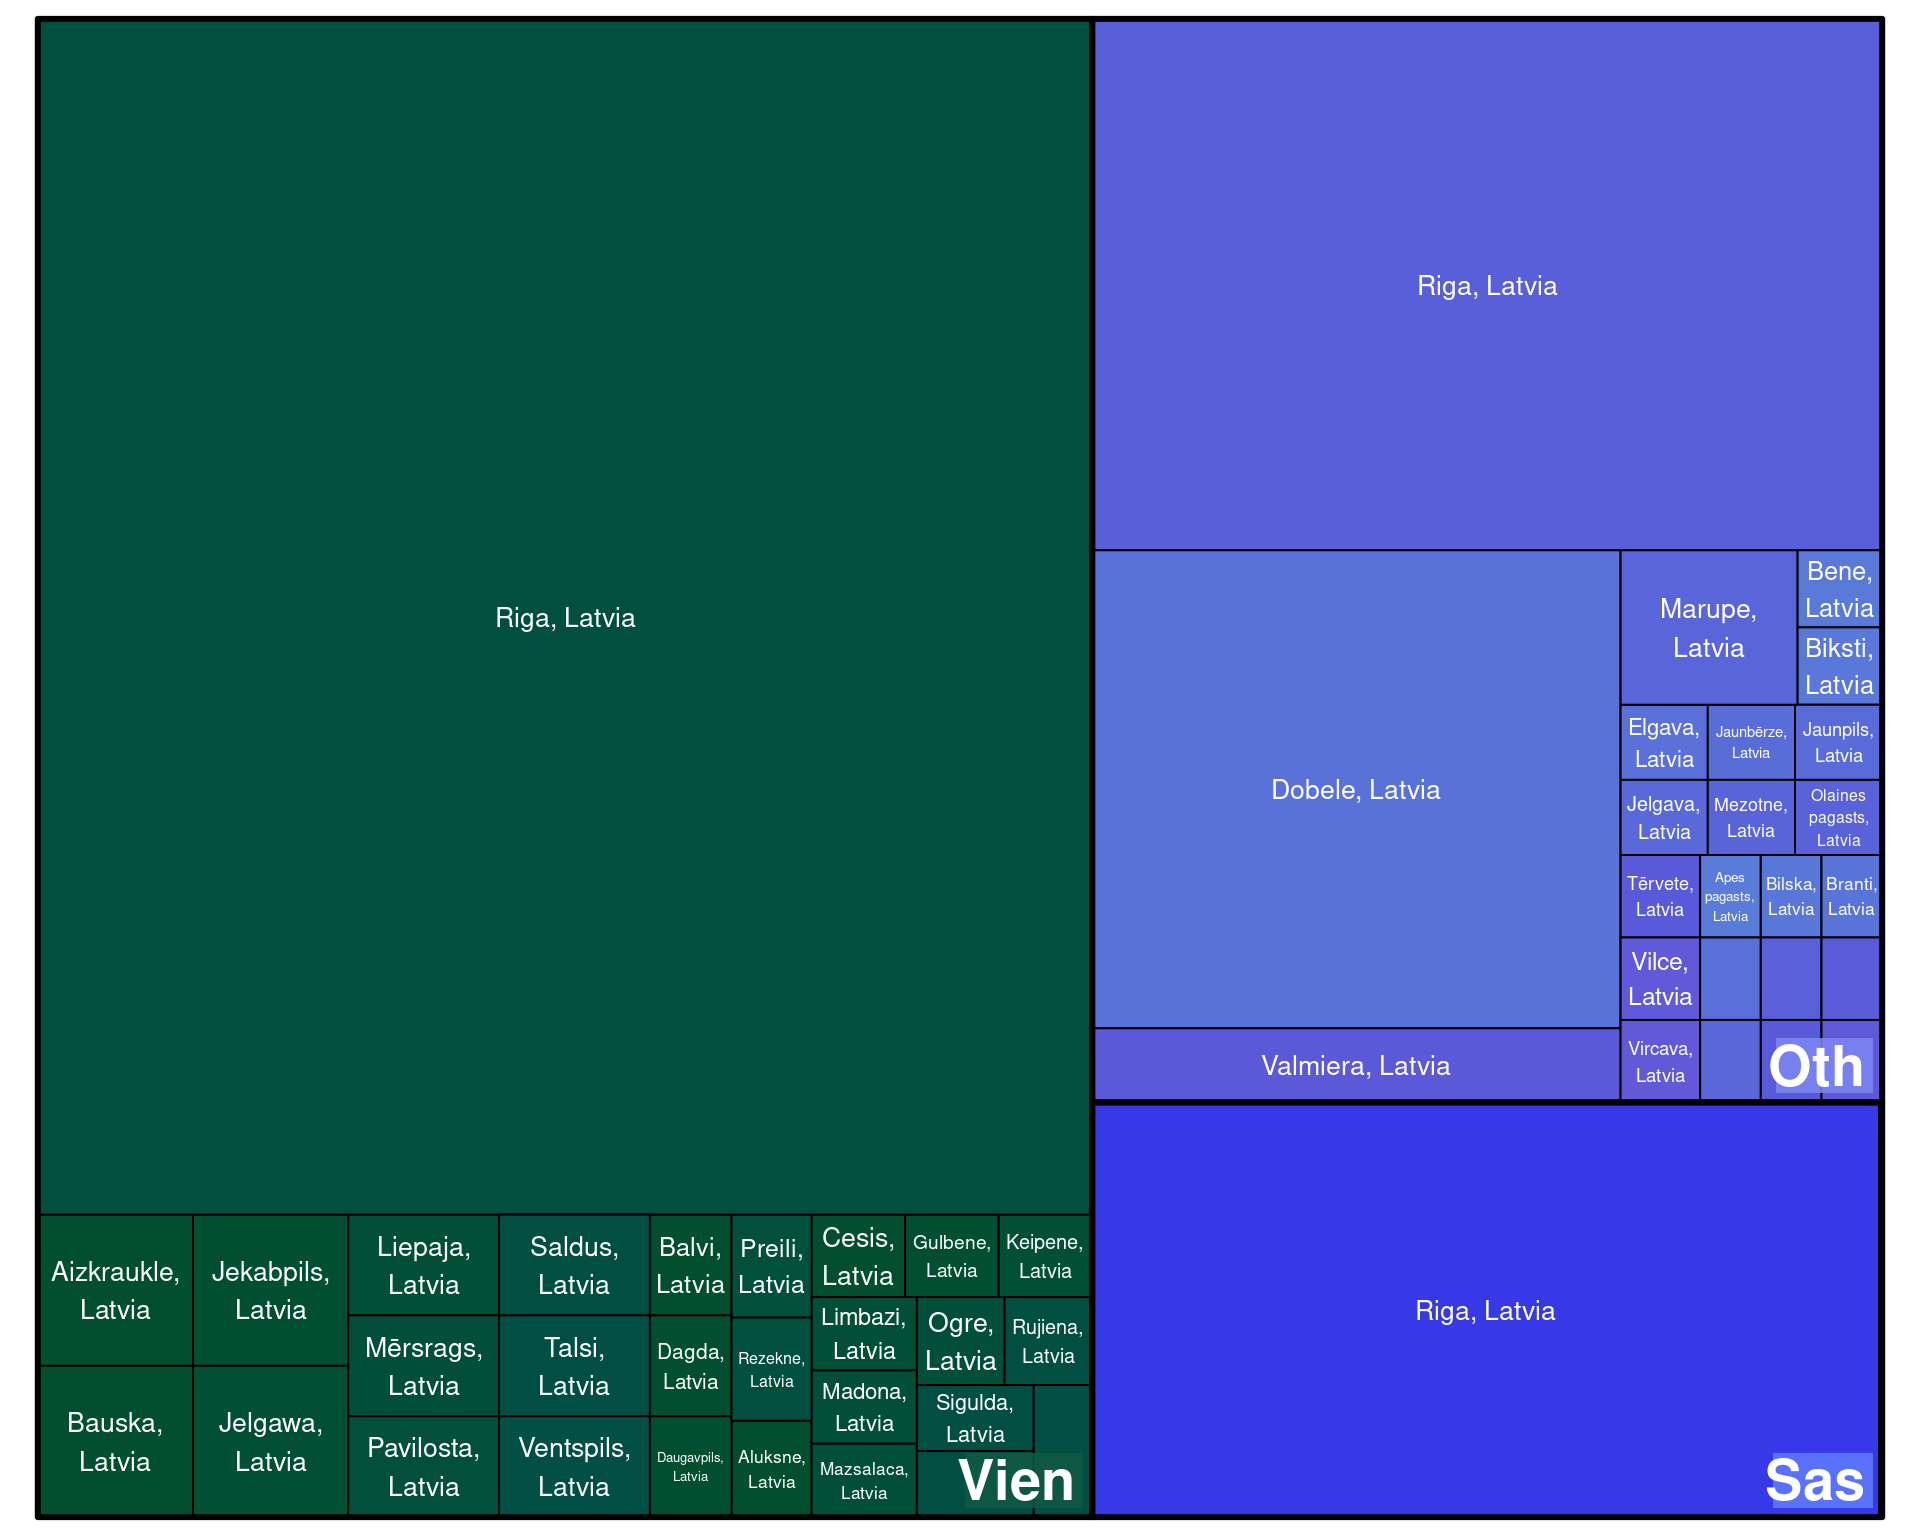 Riga, Latvia
Aizkraukle,
Latvia
Jekabpils,
Latvia
Bauska,
Latvia
Jelgawa,
Latvia
Liepaja,
Latvia
Mērsrags,
Latvia
Pavilosta,
Latvia
Saldus,
Latvia
Talsi,
Latvia
Ventspils,
Latvia
Balvi,
Latvia
Dagda,
Latvia
Daugavpils,
Latvia
Preili,
Latvia
Rezekne,
Latvia
Aluksne,
Latvia
Cesis,
Latvia
Gulbene,
Latvia
Keipene,
Latvia
Limbazi,
Latvia
Madona,
Latvia
Mazsalaca,
Latvia
Ogre,
Latvia
Rujiena,
Latvia
Sigulda,
Latvia
Vien
Riga, Latvia
Dobele, Latvia
Valmiera, Latvia
Marupe,
Latvia
Bene,
Latvia
Biksti,
Latvia
Elgava,
Latvia
Jaunbērze,
Latvia
Jaunpils,
Latvia
Jelgava,
Latvia
Mezotne,
Latvia
Olaines
pagasts,
Latvia
Tērvete,
Latvia
Apes
pagasts,
Latvia
Bilska,
Latvia
Branti,
Latvia
Vilce,
Latvia
Vircava,
Latvia
Oth
Riga, Latvia
Sas